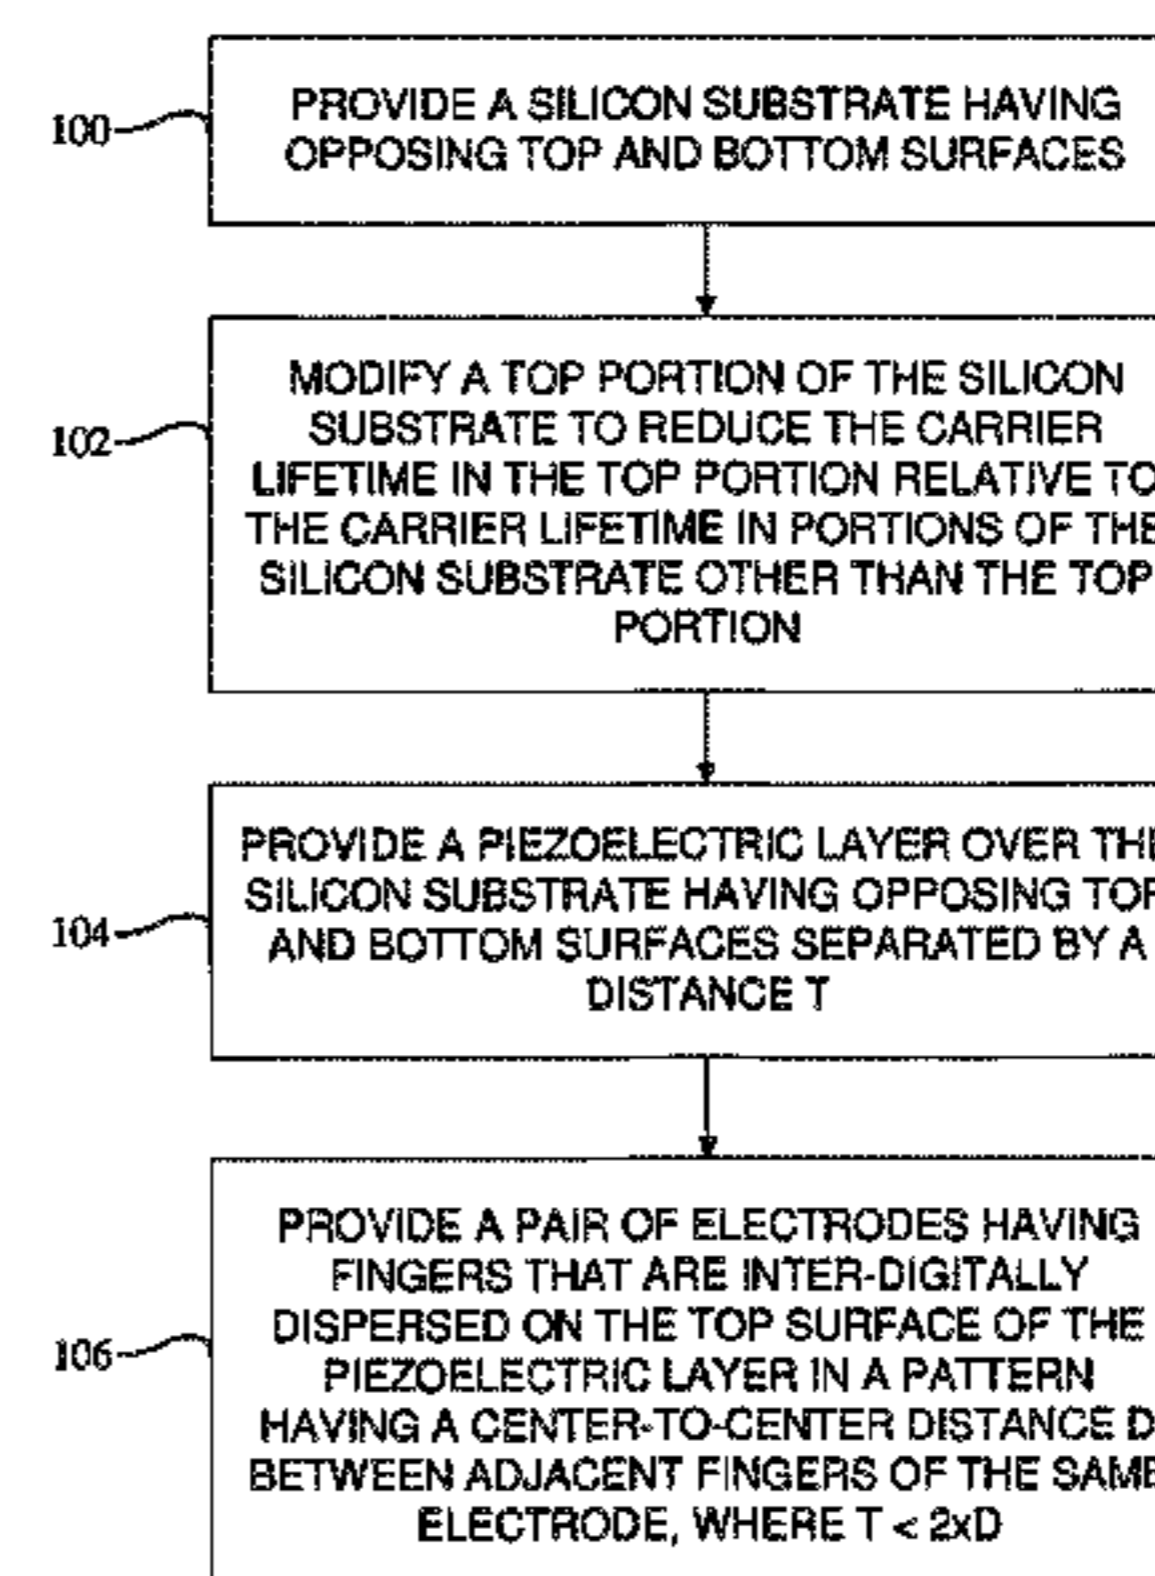 100
PROVIDE A SILICON SUBSTRATE HAVING
OPPOSING TOP AND BOTTOM SURFACES
102
MODIFY A TOP PORTION OF THE SILICON
SUBSTRATE TO REDUCE THE CARRIER
LIFETIME IN THE TOP PORTION RELATIVE TO
THE CARRIER LIFETIME IN PORTIONS OF THE
SILICON SUBSTRATE OTHER THAN THE TOP
PORTION
104
PROVIDE A PIEZOELECTRIC LAYER OVER THE
SILICON SUBSTRATE HAVING OPPOSING TOP
AND BOTTOM SURFACES SEPARATED BY A
DISTANCE T
106
PROVIDE A PAIR OF ELECTRODES HAVING
FINGERS THAT ARE INTER-DIGITALLY
DISPERSED ON THE TOP SURFACE OF THE
PIEZOELECTRIC LAYER IN A PATTERN
HAVING A CENTER-TO-CENTER DISTANCE D
BETWEEN ADJACENT FINGERS OF THE SAME
ELECTRODE, WHERE T < 2xD